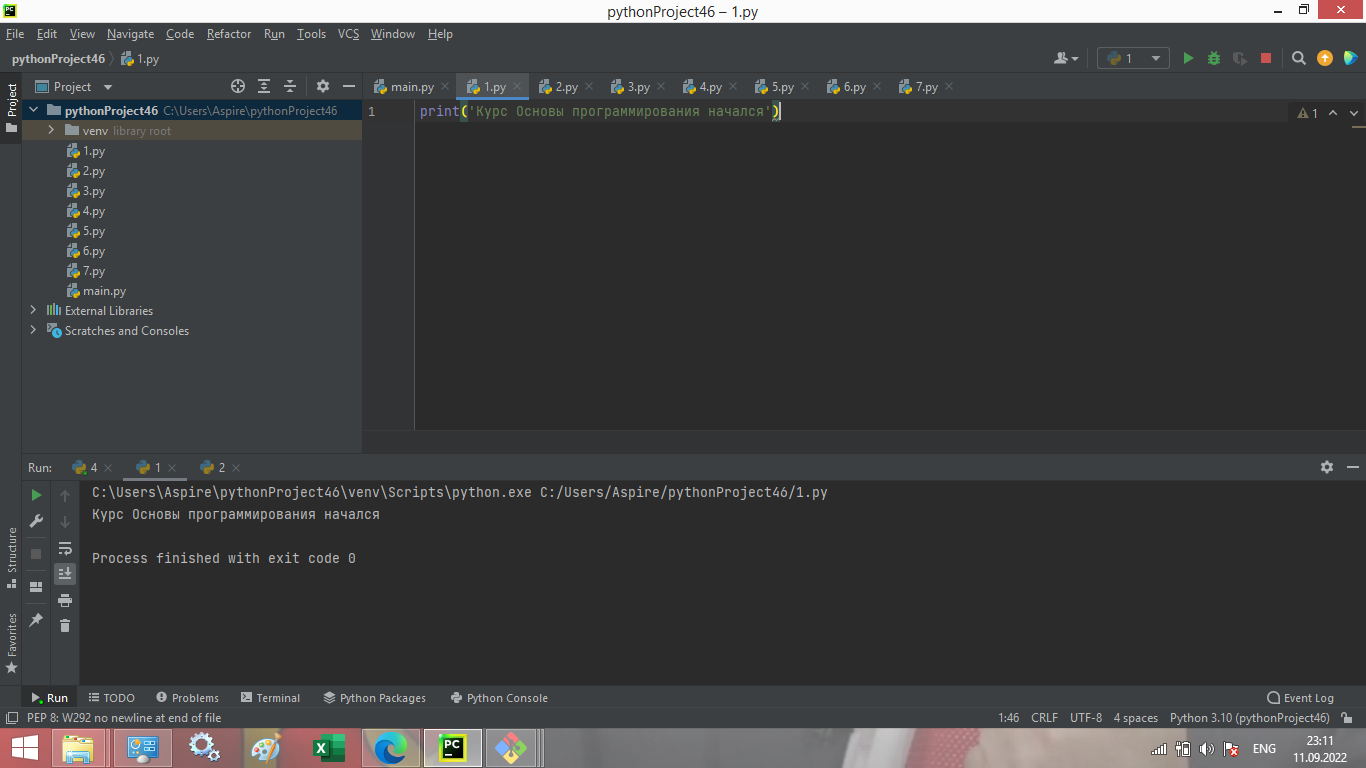 pythonProject46 – 1.py
File Edit View Navigate Code Refactor Run Tools VCS Window Help
pythonProject46 1.py
1
Project
main.py 1.py 2.py 3.py 4.py 5.py 6.py 7.py
Project
pythonProject46 C:\Users\Aspire\pythonProject46
venv library root
1.py
2.py
3.py
4.py
5.py
6.py
7.py
main.py
External Libraries
Scratches and Consoles
1 print('Курс Основы программирования начался')
1
Run: 4 1 2
C:\Users\Aspire\pythonProject46\venv\Scripts\python.exe C:/Users/Aspire/pythonProject46/1.py
Курс Основы программирования начался
Process finished with exit code 0
Structure
Favorites
Run TODO Problems Terminal Python Packages Python Console Event Log
PEP 8: W292 no newline at end of file 1:46 CRLF UTF-8 4 spaces Python 3.10 (pythonProject46)
PC
ENG
23:11
11.09.2022